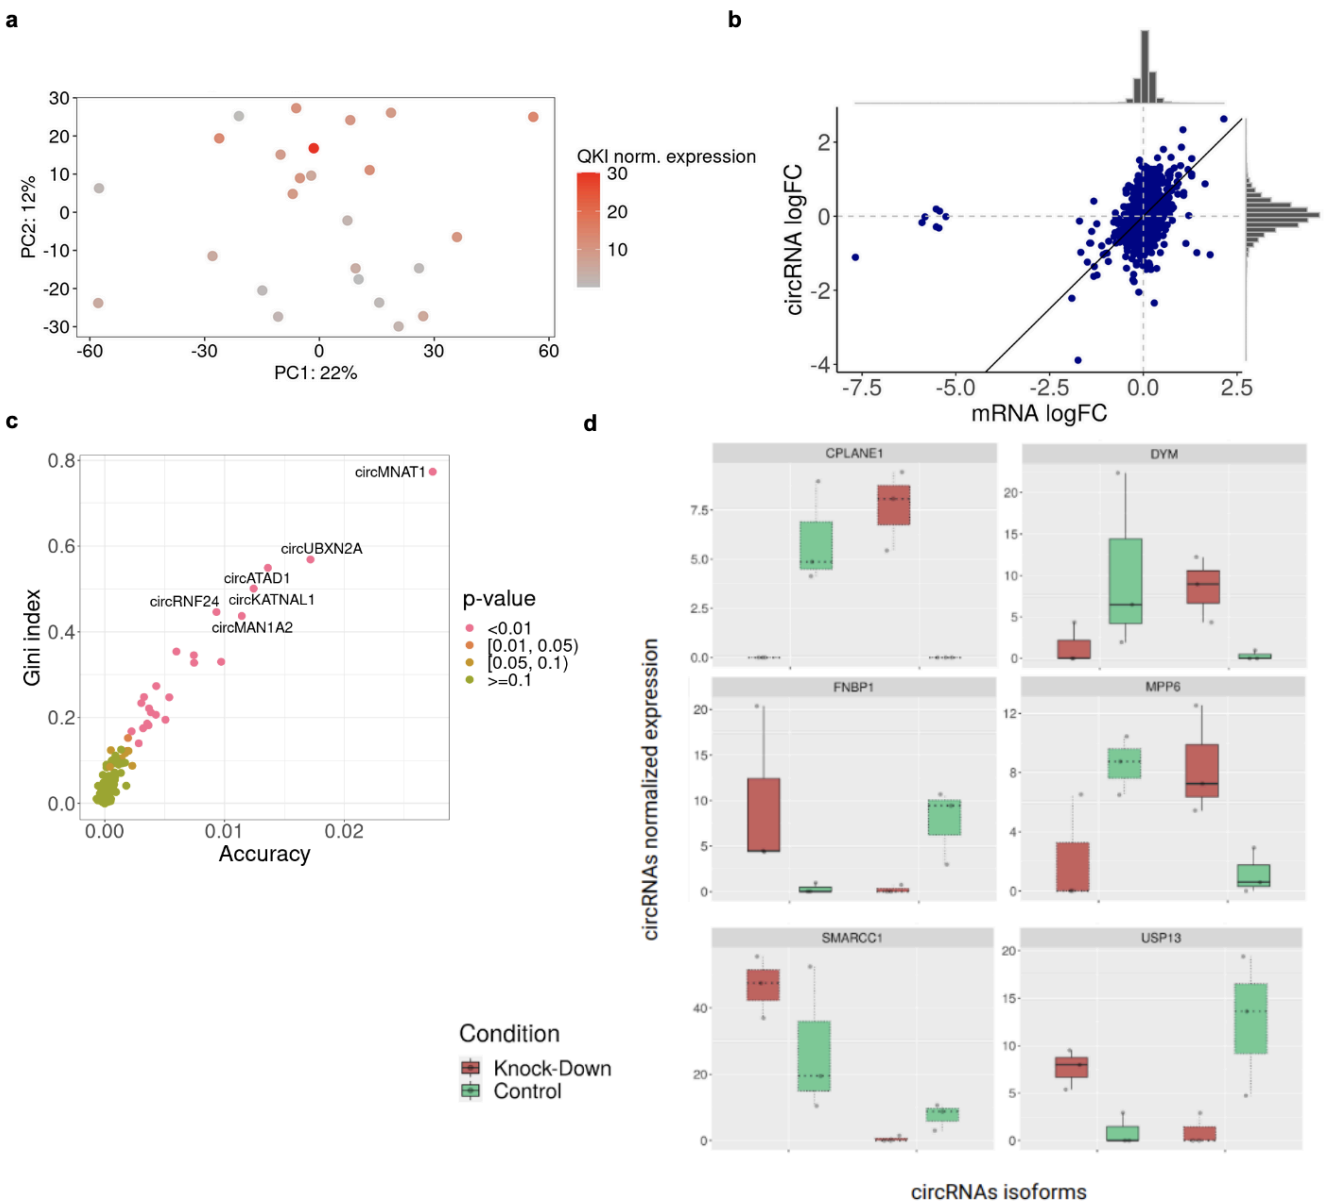 a
30
20
10
0
-10
-20
-30
PC2: 12%
-60
-30
0
30
60
PC1: 22%
QKI norm. expression
30
20
10
b
2
0
-2
-4
circRNA logFC
-7.5
-5.0
-2.5
0.0
2.5
mRNA logFC
c
0.8
0.6
0.4
0.2
0.0
Gini index
circMNAT1
circUBXN2A
circATAD1
circRNF24
circKATNAL1
circMAN1A2
0.00
0.01
0.02
Accuracy
p-value
<0.01
[0.01, 0.05)
[0.05, 0.1)
>=0.1
d
circRNAs normalized expression
CPLANE1
7.5
5.0
2.5
0.0
DYM
20
15
10
5
0
FNBP1
20
15
10
5
0
MPP6
12
8
4
0
SMARCC1
40
20
0
USP13
20
15
10
5
0
circRNAs isoforms
Condition
Knock-Down
Control